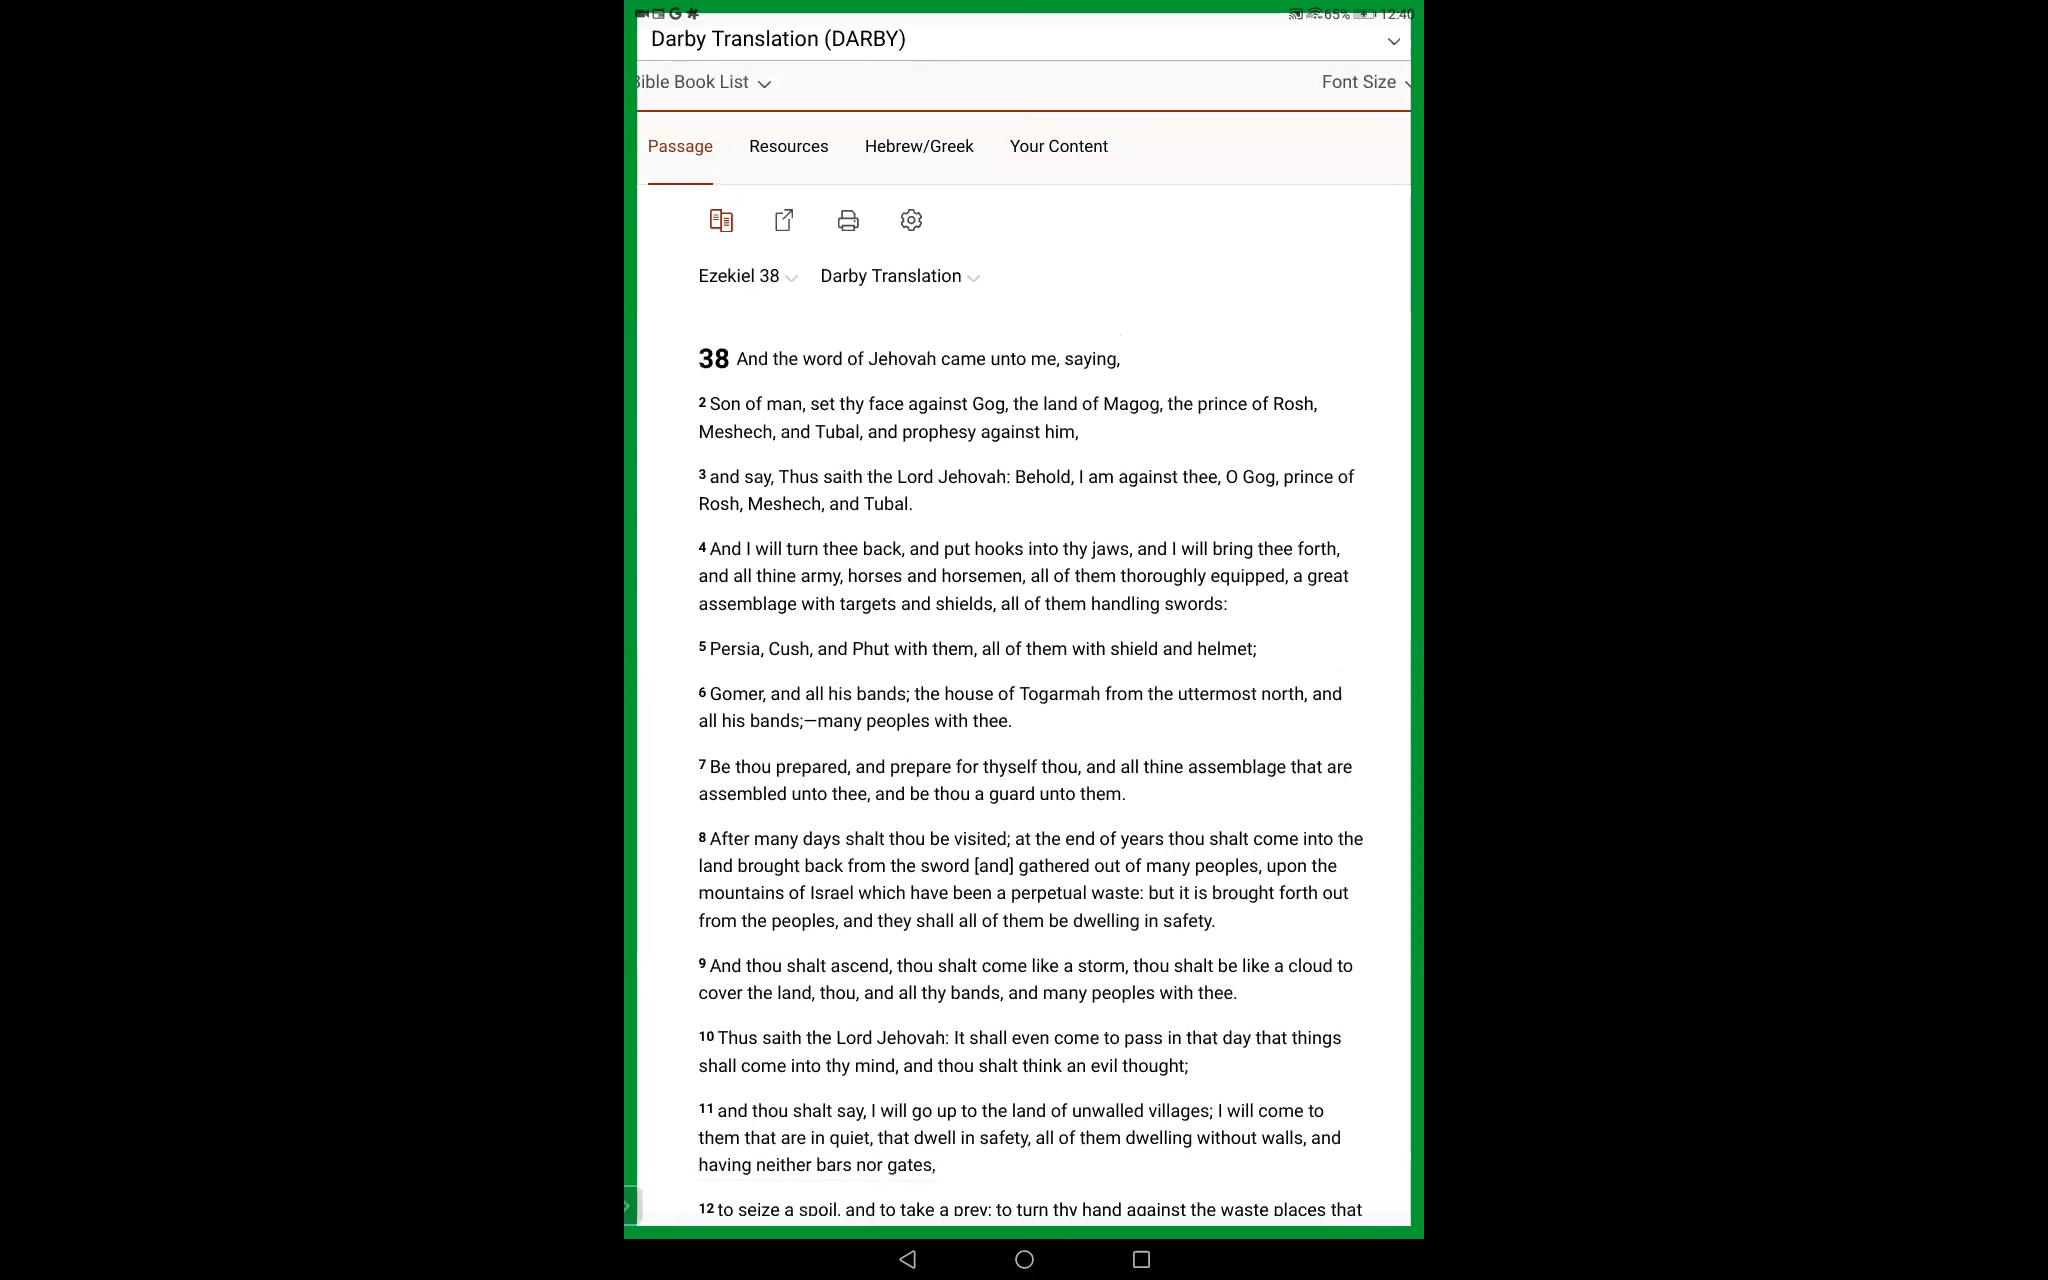 65% 12:40
Darby Translation (DARBY)
Bible Book List Font Size
Passage Resources Hebrew/Greek Your Content
Ezekiel 38 Darby Translation
38 And the word of Jehovah came unto me, saying,
2 Son of man, set thy face against Gog, the land of Magog, the prince of Rosh,
Meshech, and Tubal, and prophesy against him,
3 and say, Thus saith the Lord Jehovah: Behold, I am against thee, O Gog, prince of
Rosh, Meshech, and Tubal.
4 And I will turn thee back, and put hooks into thy jaws, and I will bring thee forth,
and all thine army, horses and horsemen, all of them thoroughly equipped, a great
assemblage with targets and shields, all of them handling swords:
5 Persia, Cush, and Phut with them, all of them with shield and helmet;
6 Gomer, and all his bands; the house of Togarmah from the uttermost north, and
all his bands;—many peoples with thee.
7 Be thou prepared, and prepare for thyself thou, and all thine assemblage that are
assembled unto thee, and be thou a guard unto them.
8 After many days shalt thou be visited; at the end of years thou shalt come into the
land brought back from the sword [and] gathered out of many peoples, upon the
mountains of Israel which have been a perpetual waste: but it is brought forth out
from the peoples, and they shall all of them be dwelling in safety.
9 And thou shalt ascend, thou shalt come like a storm, thou shalt be like a cloud to
cover the land, thou, and all thy bands, and many peoples with thee.
10 Thus saith the Lord Jehovah: It shall even come to pass in that day that things
shall come into thy mind, and thou shalt think an evil thought;
11 and thou shalt say, I will go up to the land of unwalled villages; I will come to
them that are in quiet, that dwell in safety, all of them dwelling without walls, and
having neither bars nor gates,
12 to seize a spoil, and to take a prey; to turn thy hand against the waste places that